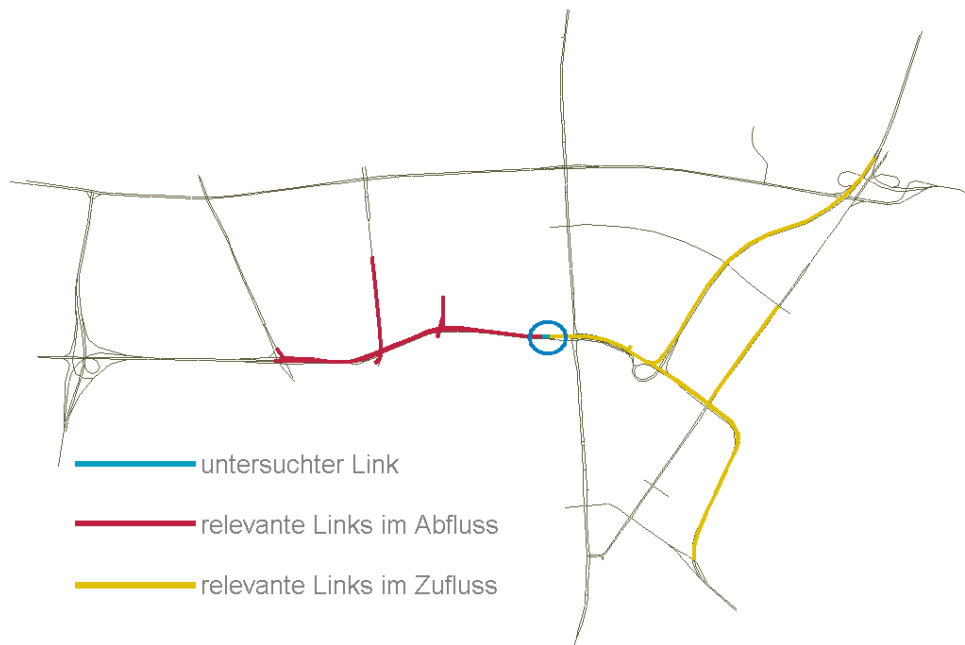 untersuchter Link
relevante Links im Abfluss
relevante Links im Zufluss